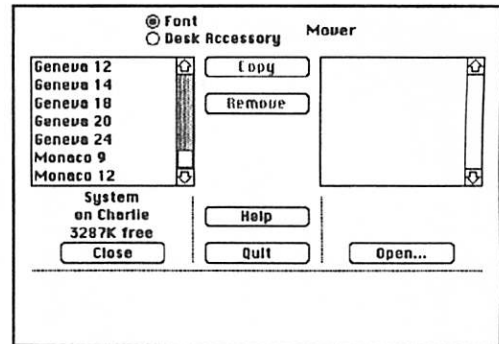 Font
Desk Accessory
Mover
Geneva 12
Geneva 14
Geneva 18
Geneva 20
Geneva 24
Monaco 9
Monaco 12
Copy
Remove
System
on Charlie
3287K free
Close
Help
Quit
Open...